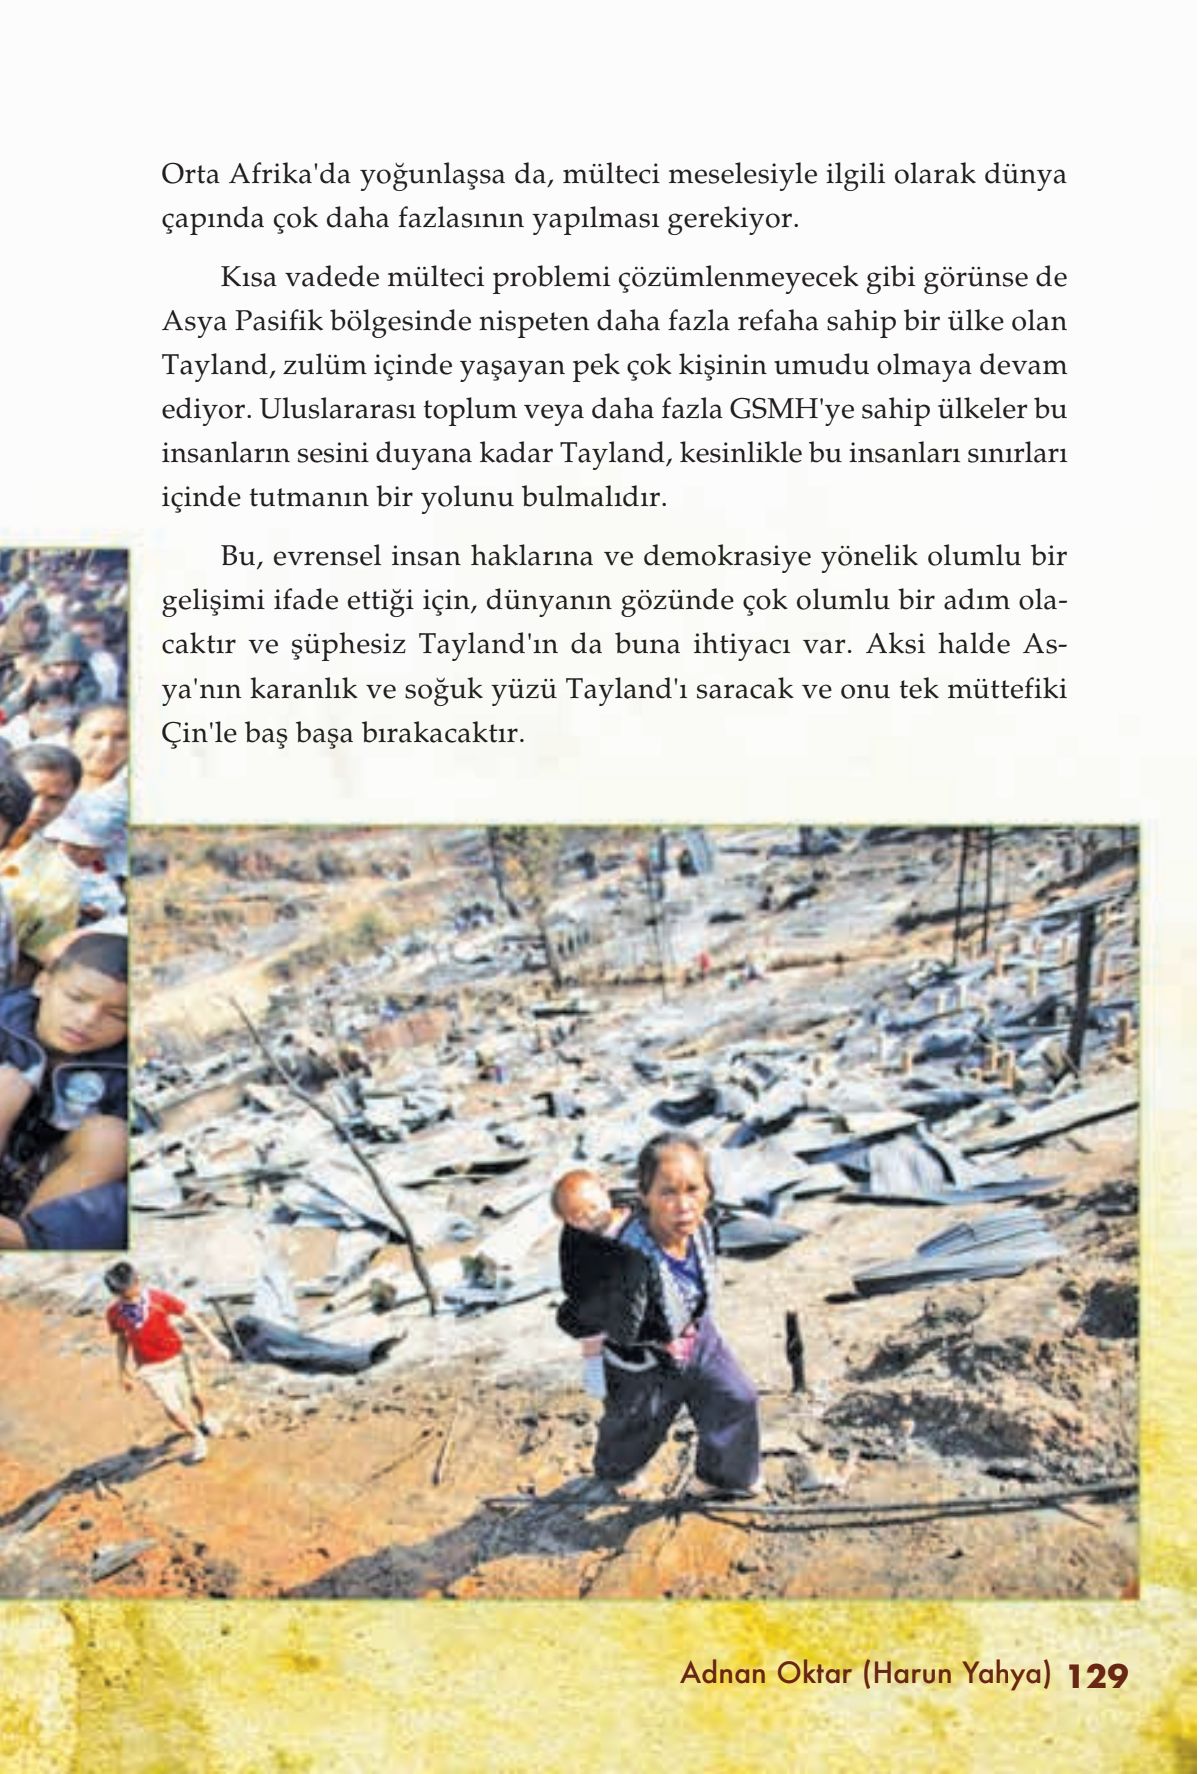 Orta Afrika'da yoğunlaşsa da, mülteci meselesiyle ilgili olarak dünya
çapında çok daha fazlasının yapılması gerekiyor.
Kısa vadede mülteci problemi çözümlenmeyecek gibi görünse de
Asya Pasifik bölgesinde nispeten daha fazla refaha sahip bir ülke olan
Tayland, zulüm içinde yaşayan pek çok kişinin umudu olmaya devam
ediyor. Uluslararası toplum veya daha fazla GSMH'ye sahip ülkeler bu
insanların sesini duyana kadar Tayland, kesinlikle bu insanları sınırları
içinde tutmanın bir yolunu bulmalıdır.
Bu, evrensel insan haklarına ve demokrasiye yönelik olumlu bir
gelişimi ifade ettiği için, dünyanın gözünde çok olumlu bir adım ola-
caktır ve şüphesiz Tayland'ın da buna ihtiyacı var. Aksi halde As-
ya'nın karanlık ve soğuk yüzü Tayland'ı saracak ve onu tek müttefiki
Çin'le baş başa bırakacaktır.
Adnan Oktar (Harun Yahya) 129